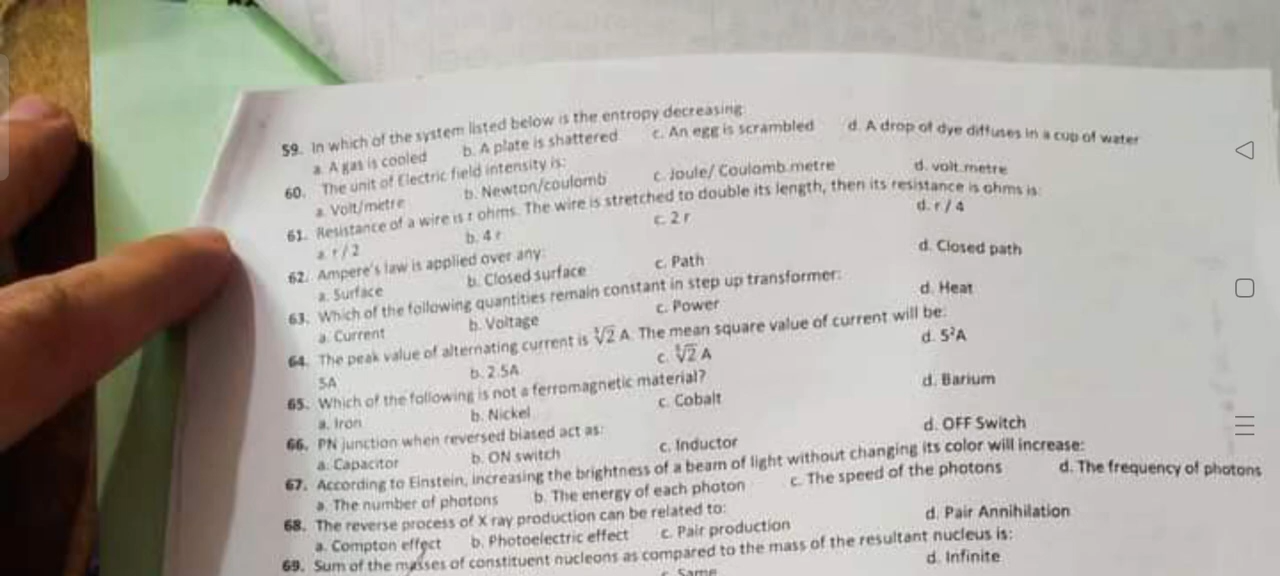 59. In which of the system listed below is the entropy decreasing:
a. A gas is cooled b. A plate is shattered c. An egg is scrambled d. A drop of dye diffuses in a cup of water
60. The unit of Electric field intensity is:
a. Volt/metre b. Newton/coulomb c. Joule/ Coulomb.metre d. volt.metre
61. Resistance of a wire is r ohms. The wire is stretched to double its length, then its resistance is ohms is:
a. r / 2 b. 4 r c. 2 r d. r / 4
62. Ampere's law is applied over any:
a. Surface b. Closed surface c. Path d. Closed path
63. Which of the following quantities remain constant in step up transformer:
a. Current b. Voltage c. Power d. Heat
64. The peak value of alternating current is √2 A. The mean square value of current will be:
5A b. 2.5A c. √2 A d. 5²A
65. Which of the following is not a ferromagnetic material?
a. Iron b. Nickel c. Cobalt d. Barium
66. PN junction when reversed biased act as:
a. Capacitor b. ON switch c. Inductor d. OFF Switch
67. According to Einstein, increasing the brightness of a beam of light without changing its color will increase:
a. The number of photons b. The energy of each photon c. The speed of the photons d. The frequency of photons
68. The reverse process of X ray production can be related to:
a. Compton effect b. Photoelectric effect c. Pair production d. Pair Annihilation
69. Sum of the masses of constituent nucleons as compared to the mass of the resultant nucleus is:
c. Same d. Infinite